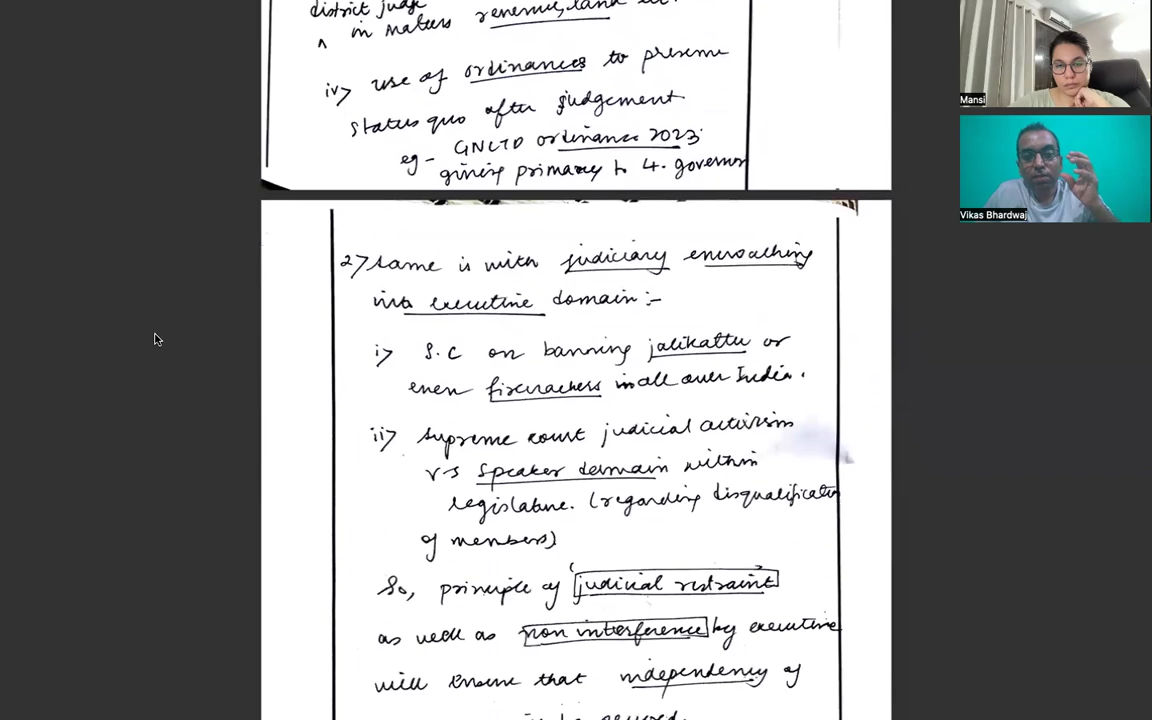 district judge
^ in matters revenue, land etc.
iv> use of ordinances to preserve
status quo after judgement
eg - GNCTD ordinance 2023
giving primacy to L. governor
2> Same is with judiciary encroaching
into executive domain :-
i> S.C on banning jalikattu or
even firecrackers in all over India.
ii> Supreme court judicial activism
v-s speaker domain within
legislature. (regarding disqualification
of members)
So, principle of 'judicial restraint'
as well as non interference by executive
will ensure that independency of
Mansi
Vikas Bhardwaj